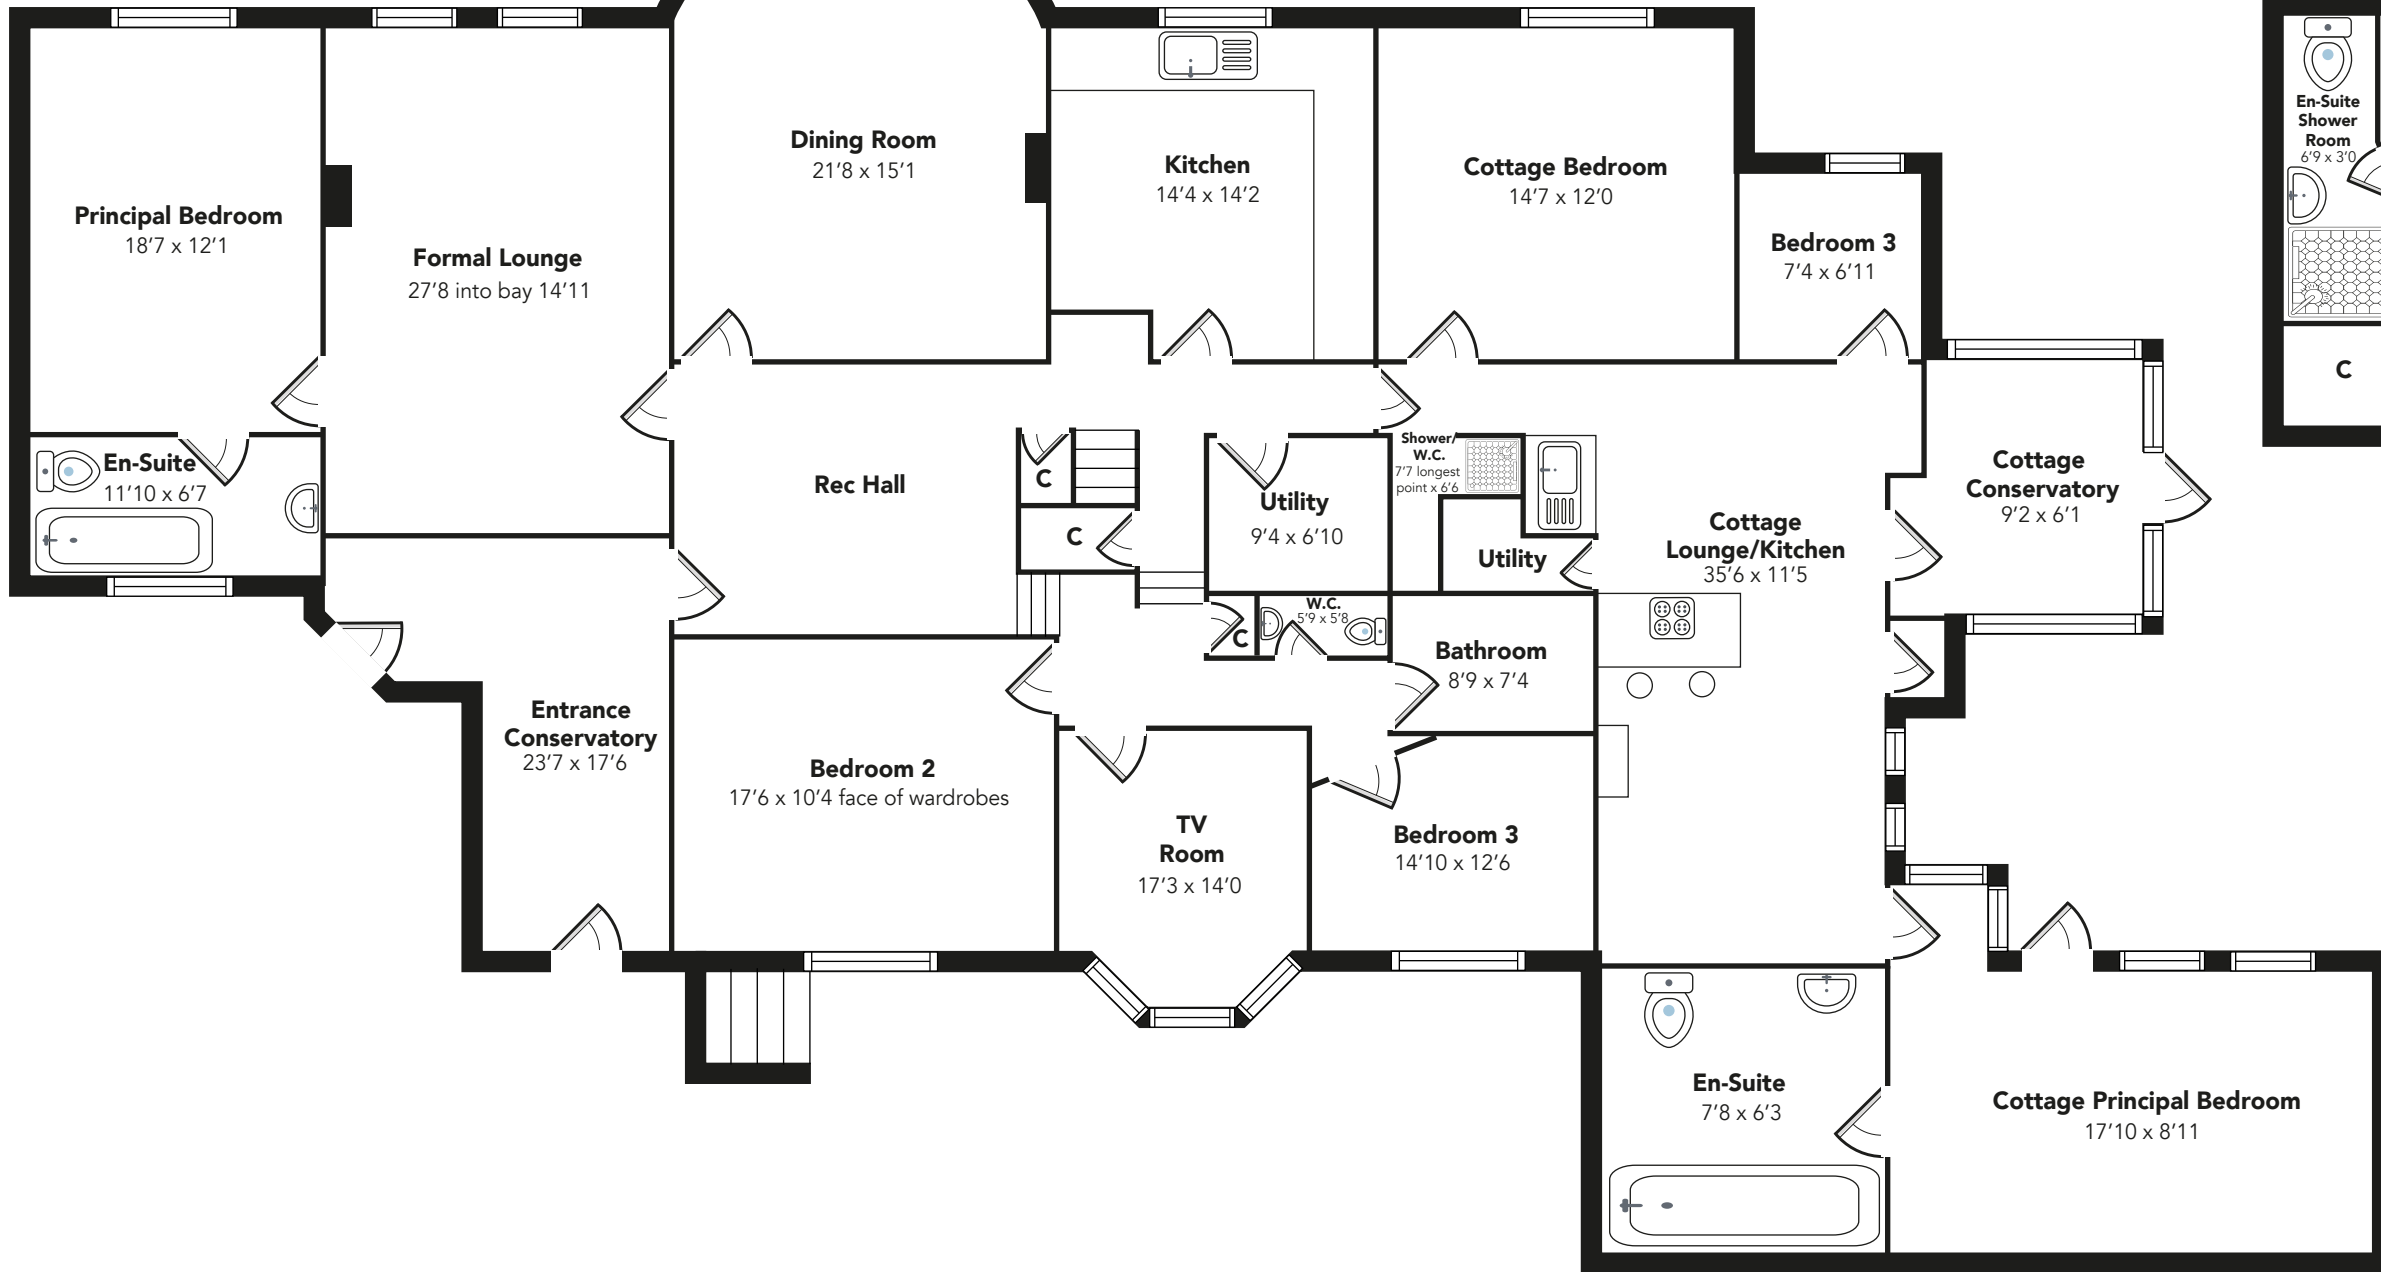 Principal Bedroom
18'7 x 12'1
Formal Lounge
27'8 into bay 14'11
Dining Room
21'8 x 15'1
Kitchen
14'4 x 14'2
Cottage Bedroom
14'7 x 12'0
Bedroom 3
7'4 x 6'11
En-Suite
Shower
Room
6'9 x 3'0
C
En-Suite
11'10 x 6'7
Rec Hall
C
C
Utility
9'4 x 6'10
Shower/
W.C.
7'7 longest
point x 6'6
Utility
Cottage
Lounge/Kitchen
35'6 x 11'5
Cottage
Conservatory
9'2 x 6'1
C
W.C.
5'9 x 5'8
Bathroom
8'9 x 7'4
Entrance
Conservatory
23'7 x 17'6
Bedroom 2
17'6 x 10'4 face of wardrobes
TV
Room
17'3 x 14'0
Bedroom 3
14'10 x 12'6
En-Suite
7'8 x 6'3
Cottage Principal Bedroom
17'10 x 8'11